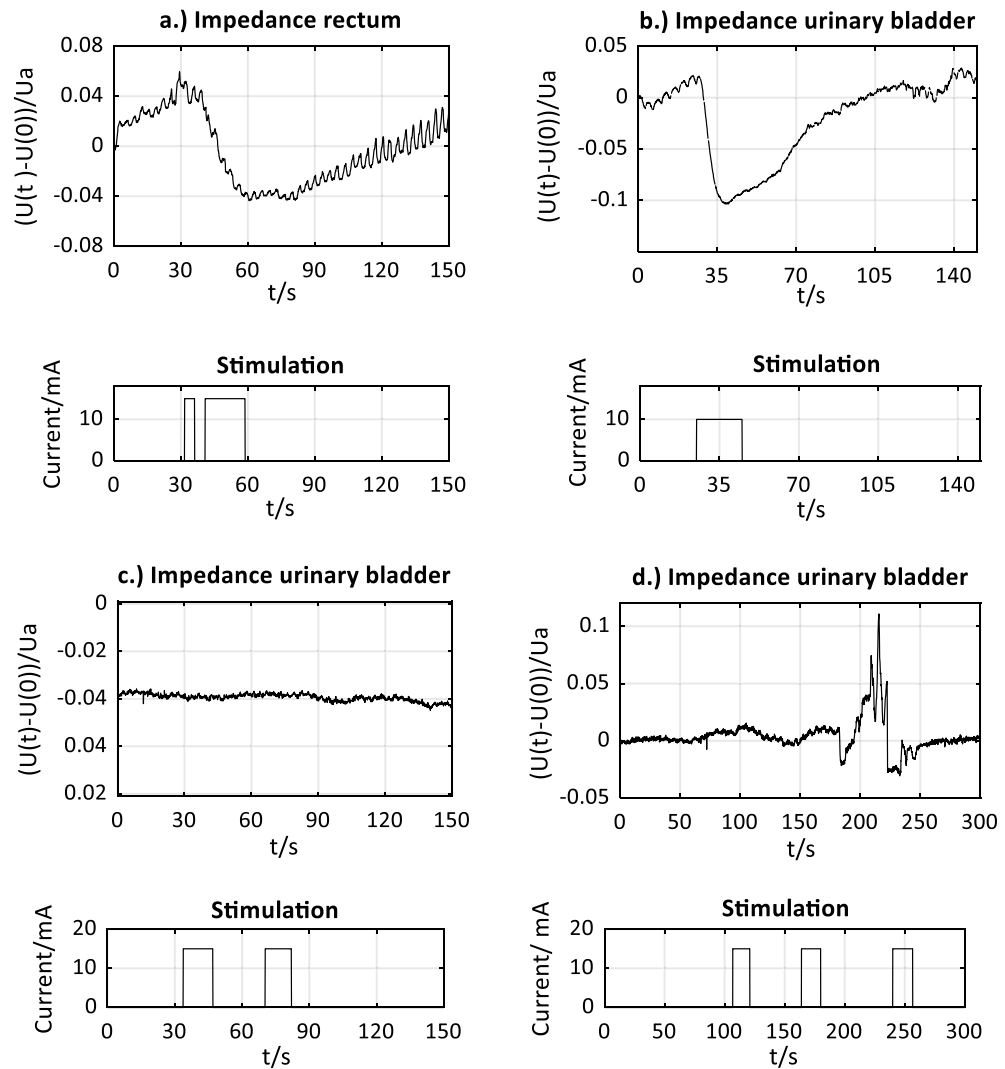 a.) Impedance rectum
(U(t )-U(0))/Ua
0.08
0.04
0
-0.04
-0.08
0 30 60 90 120 150
t/s
b.) Impedance urinary bladder
(U(t)-U(0))/Ua
0.05
0
-0.05
-0.1
0 35 70 105 140
t/s
Stimulation
Current/mA
10
0
0 30 60 90 120 150
t/s
Stimulation
Current/mA
10
0
0 35 70 105 140
t/s
c.) Impedance urinary bladder
(U(t)-U(0))/Ua
0
-0.02
-0.04
0.04
0.02
0 30 60 90 120 150
t/s
d.) Impedance urinary bladder
(U(t)-U(0))/Ua
0.1
0.05
0
-0.05
0 50 100 150 200 250 300
t/s
Stimulation
Current/mA
20
10
0
0 30 60 90 120 150
t/s
Stimulation
Current/ mA
20
10
0
0 50 100 150 200 250 300
t/s